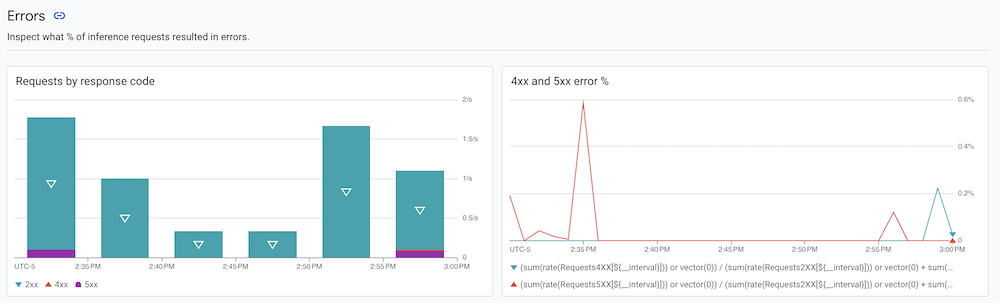 Errors
Inspect what % of inference requests resulted in errors.
Requests by response code
2/s
1.5/s
1/s
0.5/s
0
UTC-5
2:35 PM
2:40 PM
2:45 PM
2:50 PM
2:55 PM
3:00 PM
2xx
4xx
5xx
4xx and 5xx error %
0.6%
0.4%
0.2%
0
UTC-5
2:35 PM
2:40 PM
2:45 PM
2:50 PM
2:55 PM
3:00 PM
(sum(rate(Requests4XX[${__interval}])) or vector(0)) / (sum(rate(Requests2XX[${__interval}])) or vector(0) + sum(...
(sum(rate(Requests5XX[${__interval}])) or vector(0)) / (sum(rate(Requests2XX[${__interval}])) or vector(0) + sum(...